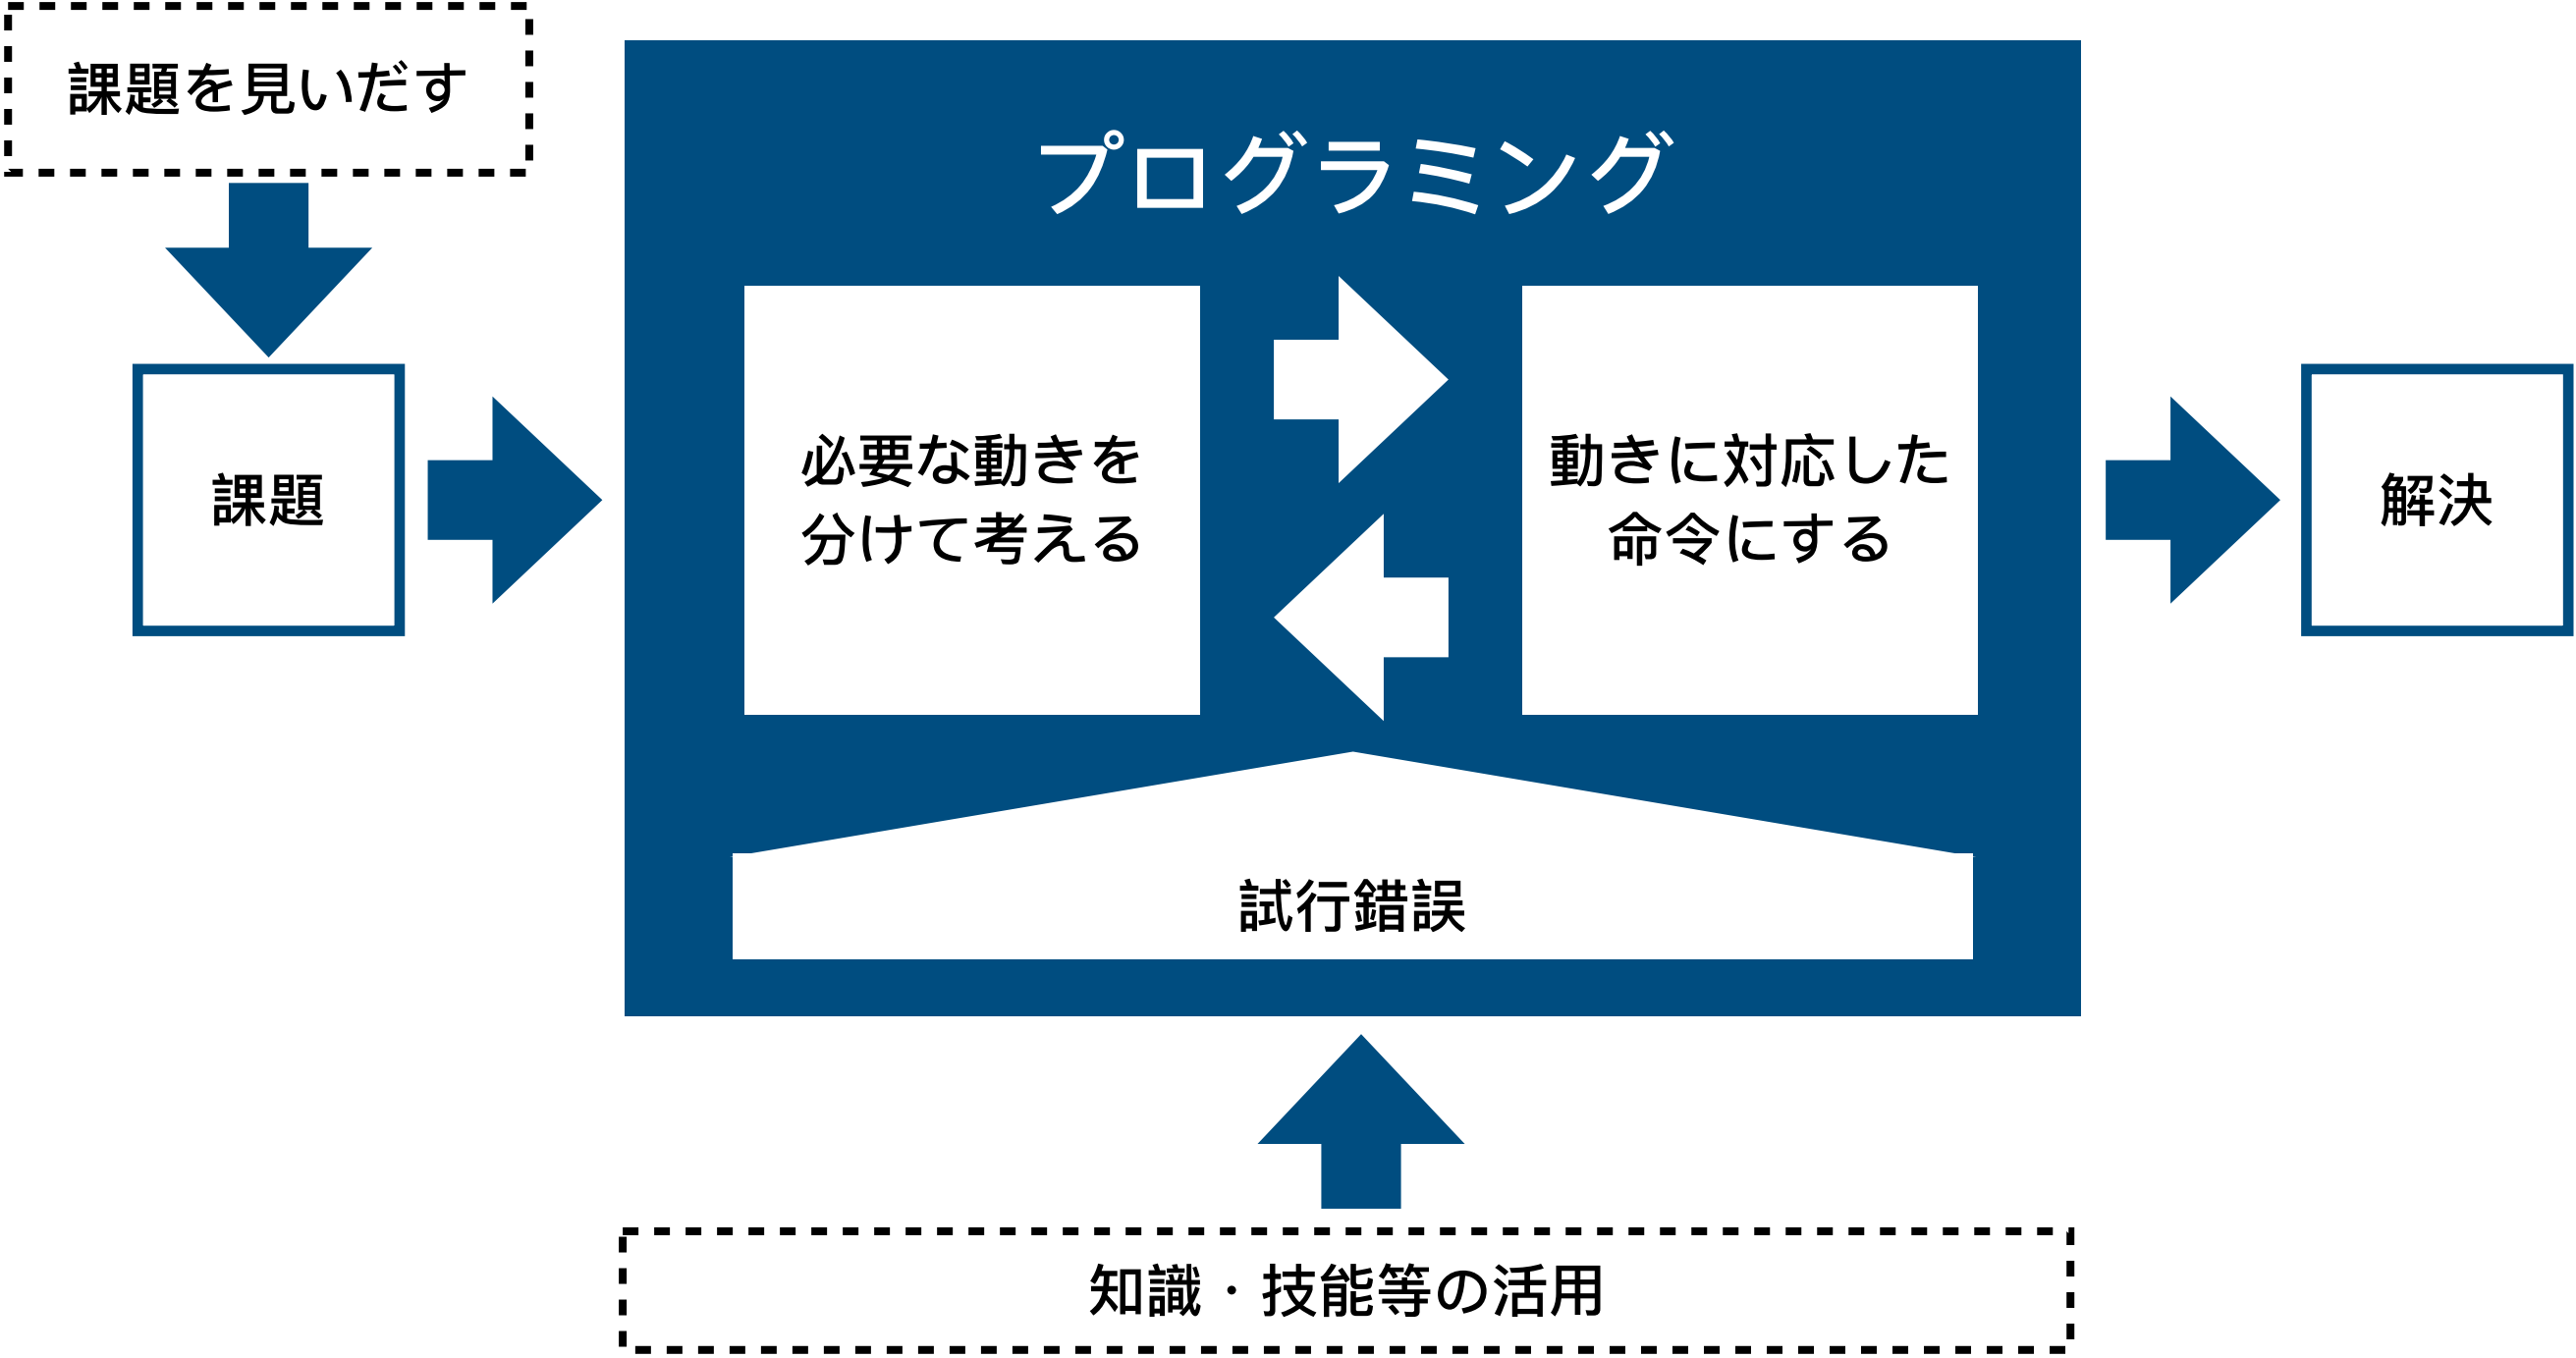 課題を見いだす
プログラミング
課題
必要な動きを
分けて考える
動きに対応した
命令にする
解決
試行錯誤
知識・技能等の活用